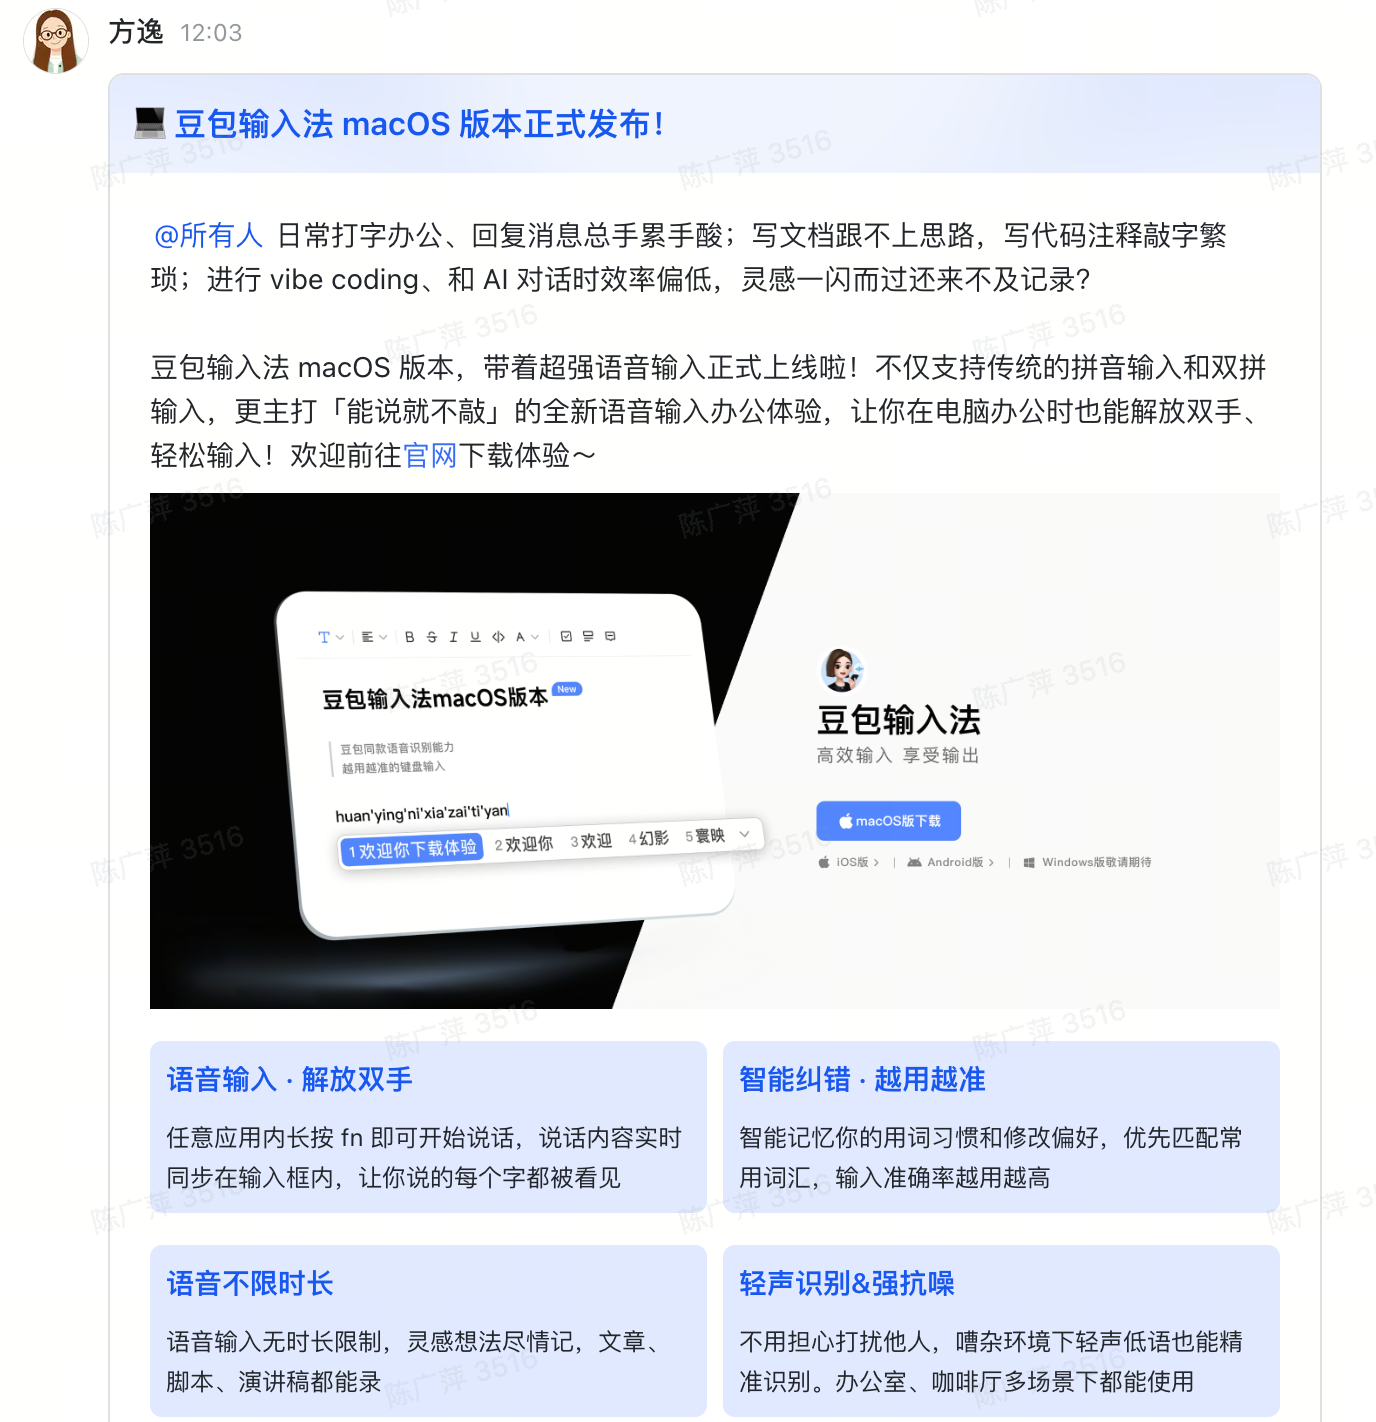 方逸 12:03
豆包输入法 macOS 版本正式发布！
@所有人 日常打字办公、回复消息总手累手酸；写文档跟不上思路，写代码注释敲字繁
琐；进行 vibe coding、和 AI 对话时效率偏低，灵感一闪而过还来不及记录？
豆包输入法 macOS 版本，带着超强语音输入正式上线啦！不仅支持传统的拼音输入和双拼
输入，更主打「能说就不敲」的全新语音输入办公体验，让你在电脑办公时也能解放双手、
轻松输入！欢迎前往官网下载体验～
豆包输入法macOS版本 New
豆包同款语音识别能力
越用越准的键盘输入
huan'ying'ni'xia'zai'ti'yan
1 欢迎你下载体验 2 欢迎你 3 欢迎 4 幻影 5 寰映
豆包输入法
高效输入 享受输出
macOS版下载
iOS版 > | Android版 > | Windows版敬请期待
语音输入 · 解放双手
任意应用内长按 fn 即可开始说话，说话内容实时
同步在输入框内，让你说的每个字都被看见
智能纠错 · 越用越准
智能记忆你的用词习惯和修改偏好，优先匹配常
用词汇，输入准确率越用越高
语音不限时长
语音输入无时长限制，灵感想法尽情记，文章、
脚本、演讲稿都能录
轻声识别&强抗噪
不用担心打扰他人，嘈杂环境下轻声低语也能精
准识别。办公室、咖啡厅多场景下都能使用
陈广萍 3516